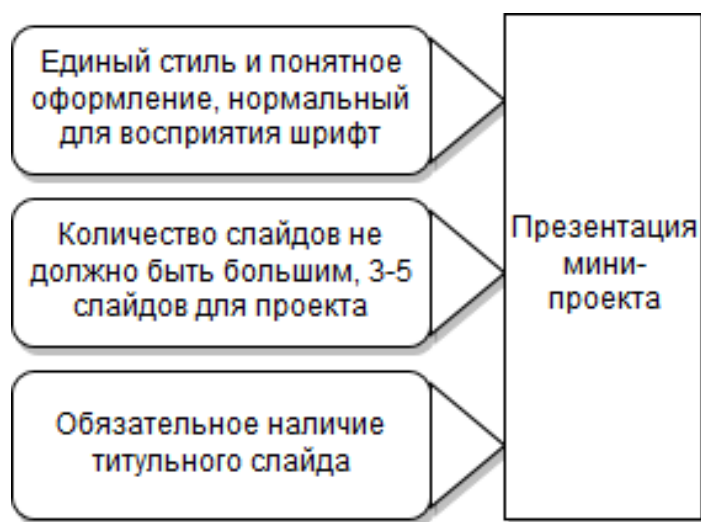 Единый стиль и понятное
оформление, нормальный
для восприятия шрифт
Количество слайдов не
должно быть большим, 3-5
слайдов для проекта
Обязательное наличие
титульного слайда
Презентация
мини-
проекта